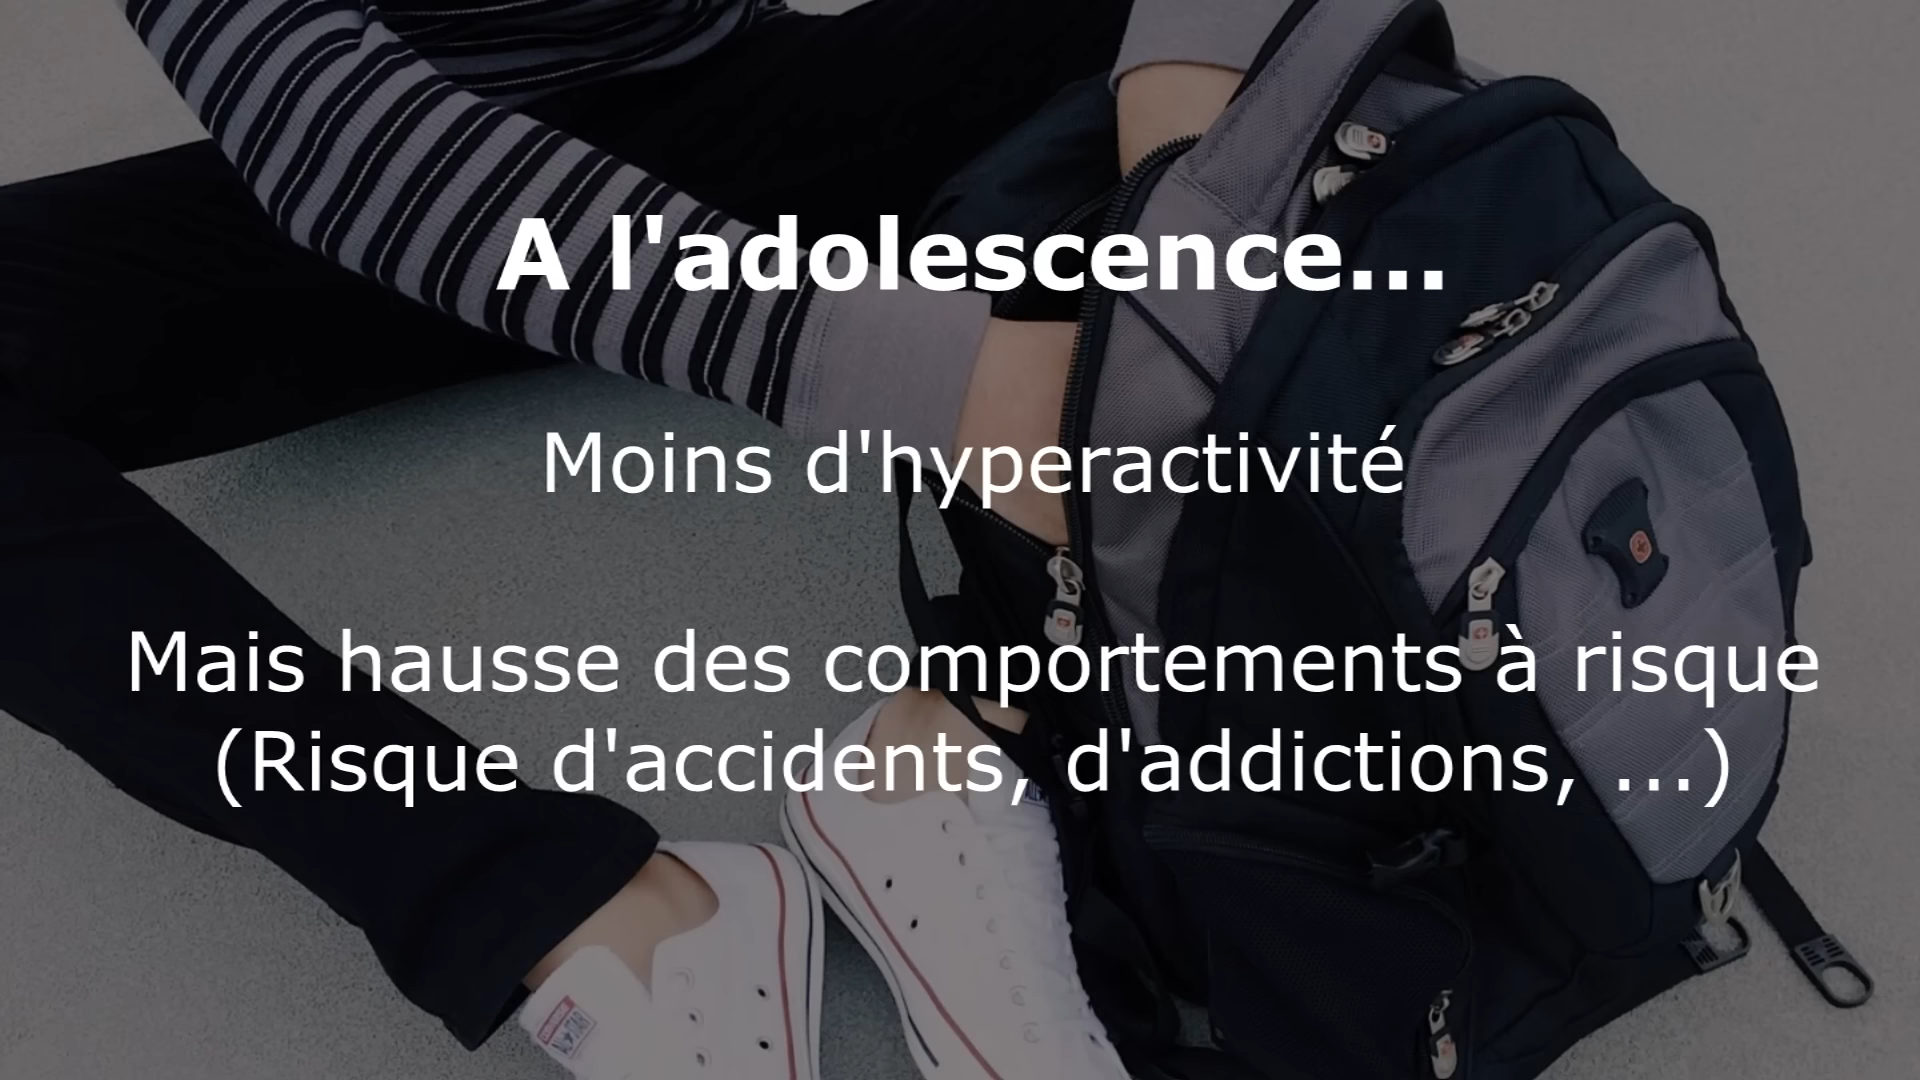 A l'adolescence...
Moins d'hyperactivité
Mais hausse des comportements à risque
(Risque d'accidents, d'addictions, ...)